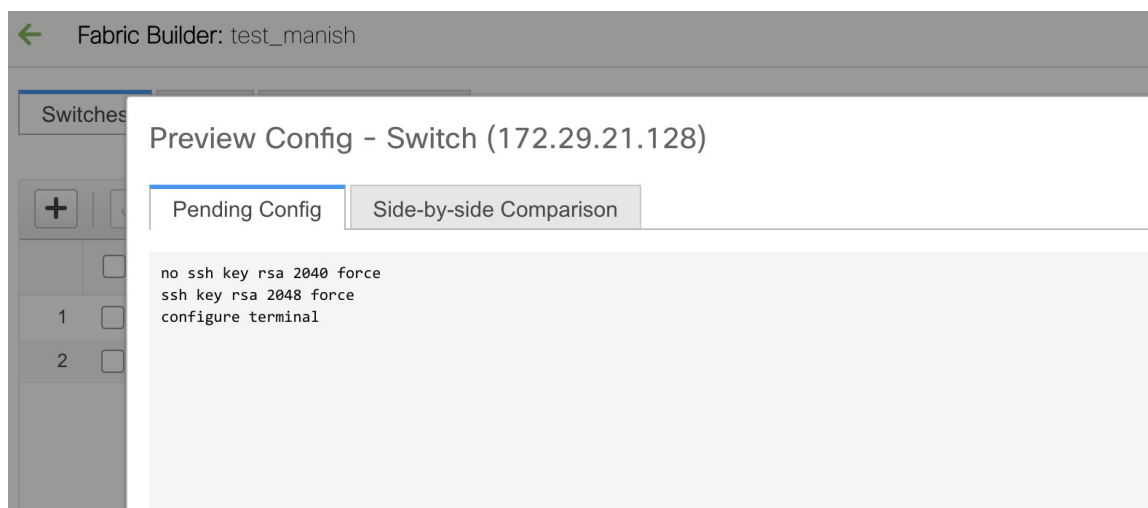 Fabric Builder: test_manish
Switches
Preview Config - Switch (172.29.21.128)
Pending Config
Side-by-side Comparison
no ssh key rsa 2040 force
ssh key rsa 2048 force
configure terminal
1
2